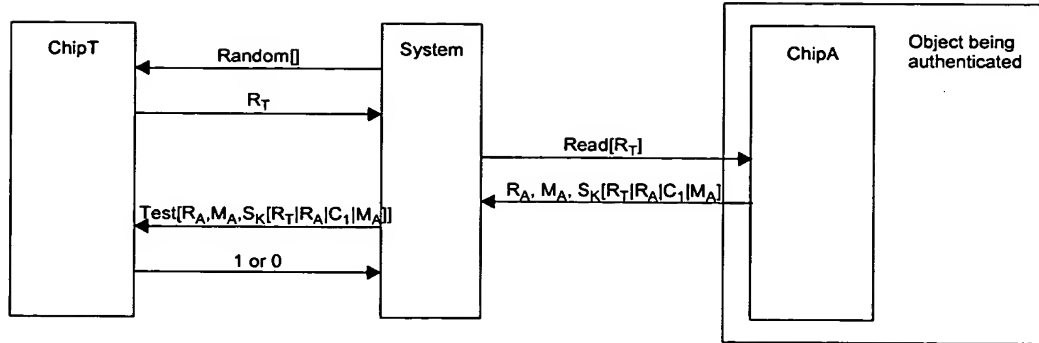 ChipT
System
ChipA
Object being
authenticated
Random[]
R_T
Read[R_T]
R_A, M_A, S_K[R_T|R_A|C_1|M_A]
Test[R_A,M_A,S_K[R_T|R_A|C_1|M_A]]
1 or 0